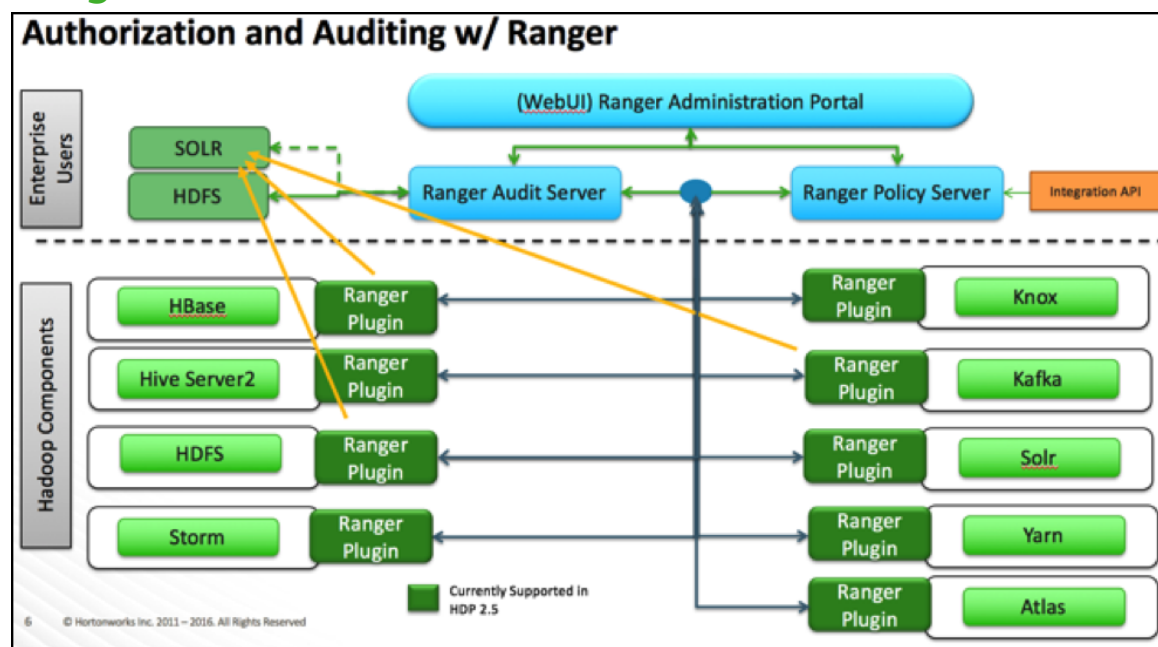 Authorization and Auditing w/ Ranger
Enterprise
Users
(WebUI) Ranger Administration Portal
SOLR
HDFS
Ranger Audit Server
Ranger Policy Server
Integration API
Hadoop Components
HBase
Ranger
Plugin
Ranger
Plugin
Knox
Hive Server2
Ranger
Plugin
Ranger
Plugin
Kafka
HDFS
Ranger
Plugin
Ranger
Plugin
Solr
Storm
Ranger
Plugin
Ranger
Plugin
Yarn
Ranger
Plugin
Atlas
Currently Supported in
HDP 2.5
6 © Hortonworks Inc. 2011 – 2016. All Rights Reserved